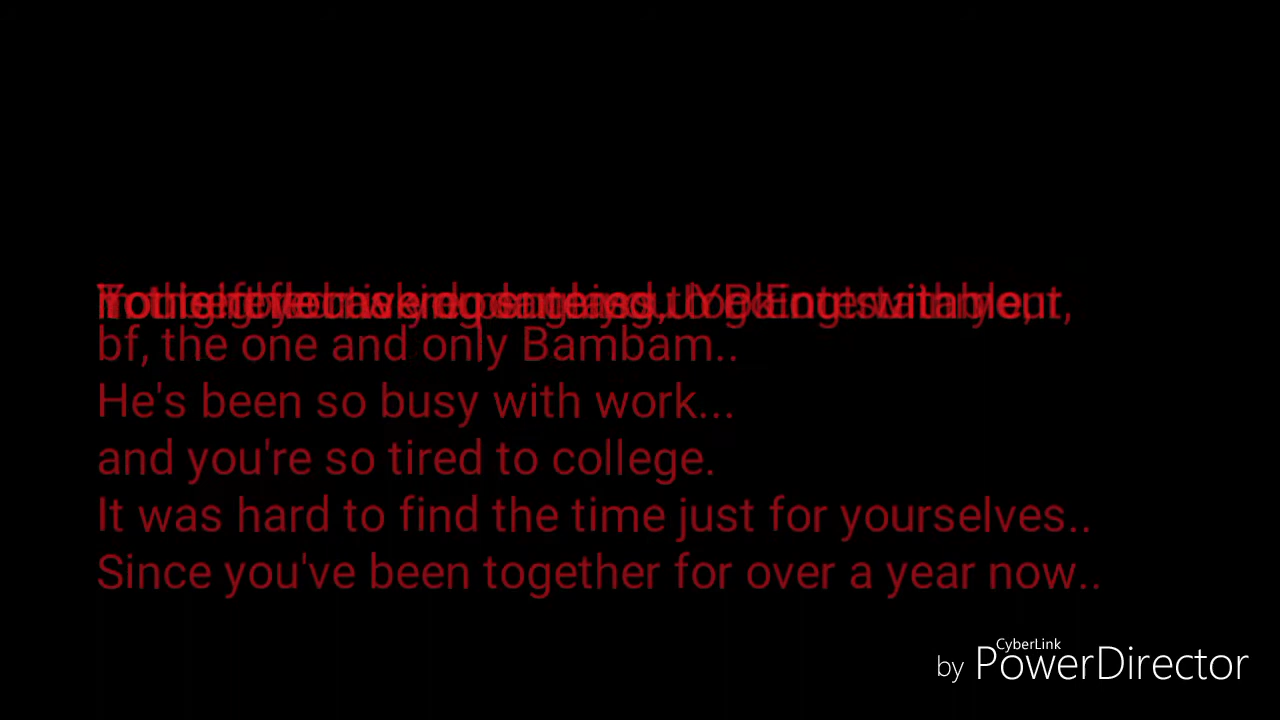 bf, the one and only Bambam..
He's been so busy with work...
and you're so tired to college.
It was hard to find the time just for yourselves..
Since you've been together for over a year now..
CyberLink
by PowerDirector